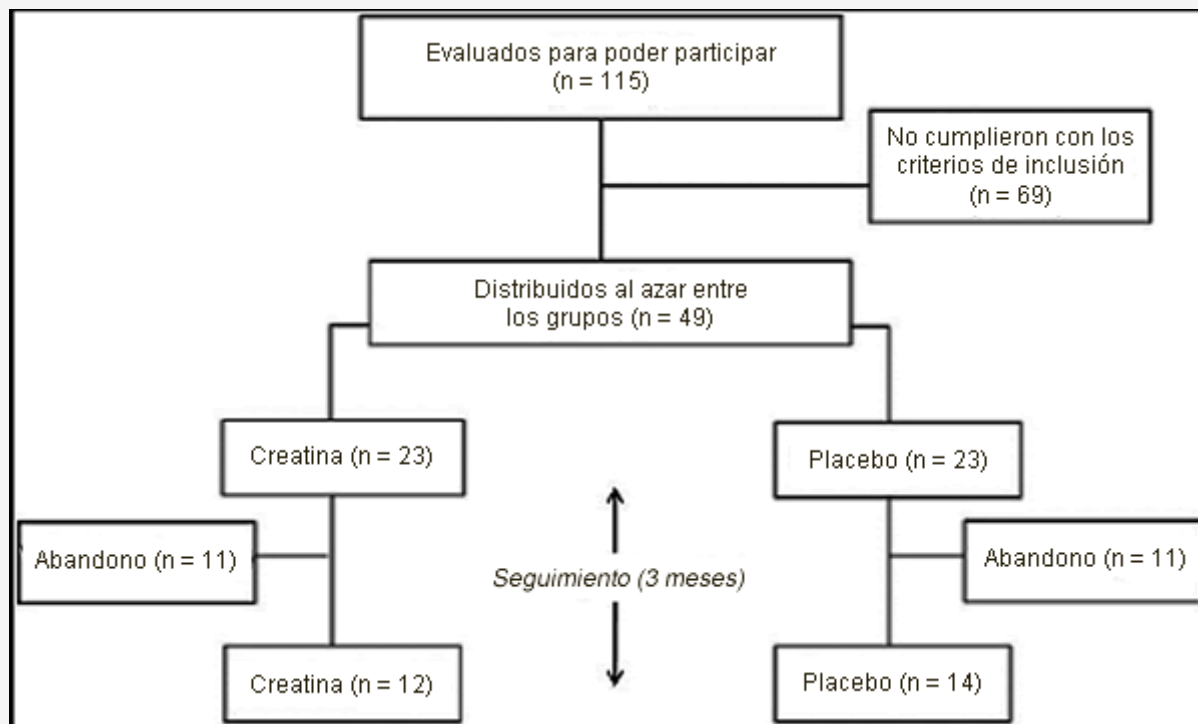 Evaluados para poder participar
(n = 115)
No cumplieron con los
criterios de inclusión
(n = 69)
Distribuidos al azar entre
los grupos (n = 49)
Creatina (n = 23)
Placebo (n = 23)
Abandono (n = 11)
Seguimiento (3 meses)
Abandono (n = 11)
Creatina (n = 12)
Placebo (n = 14)